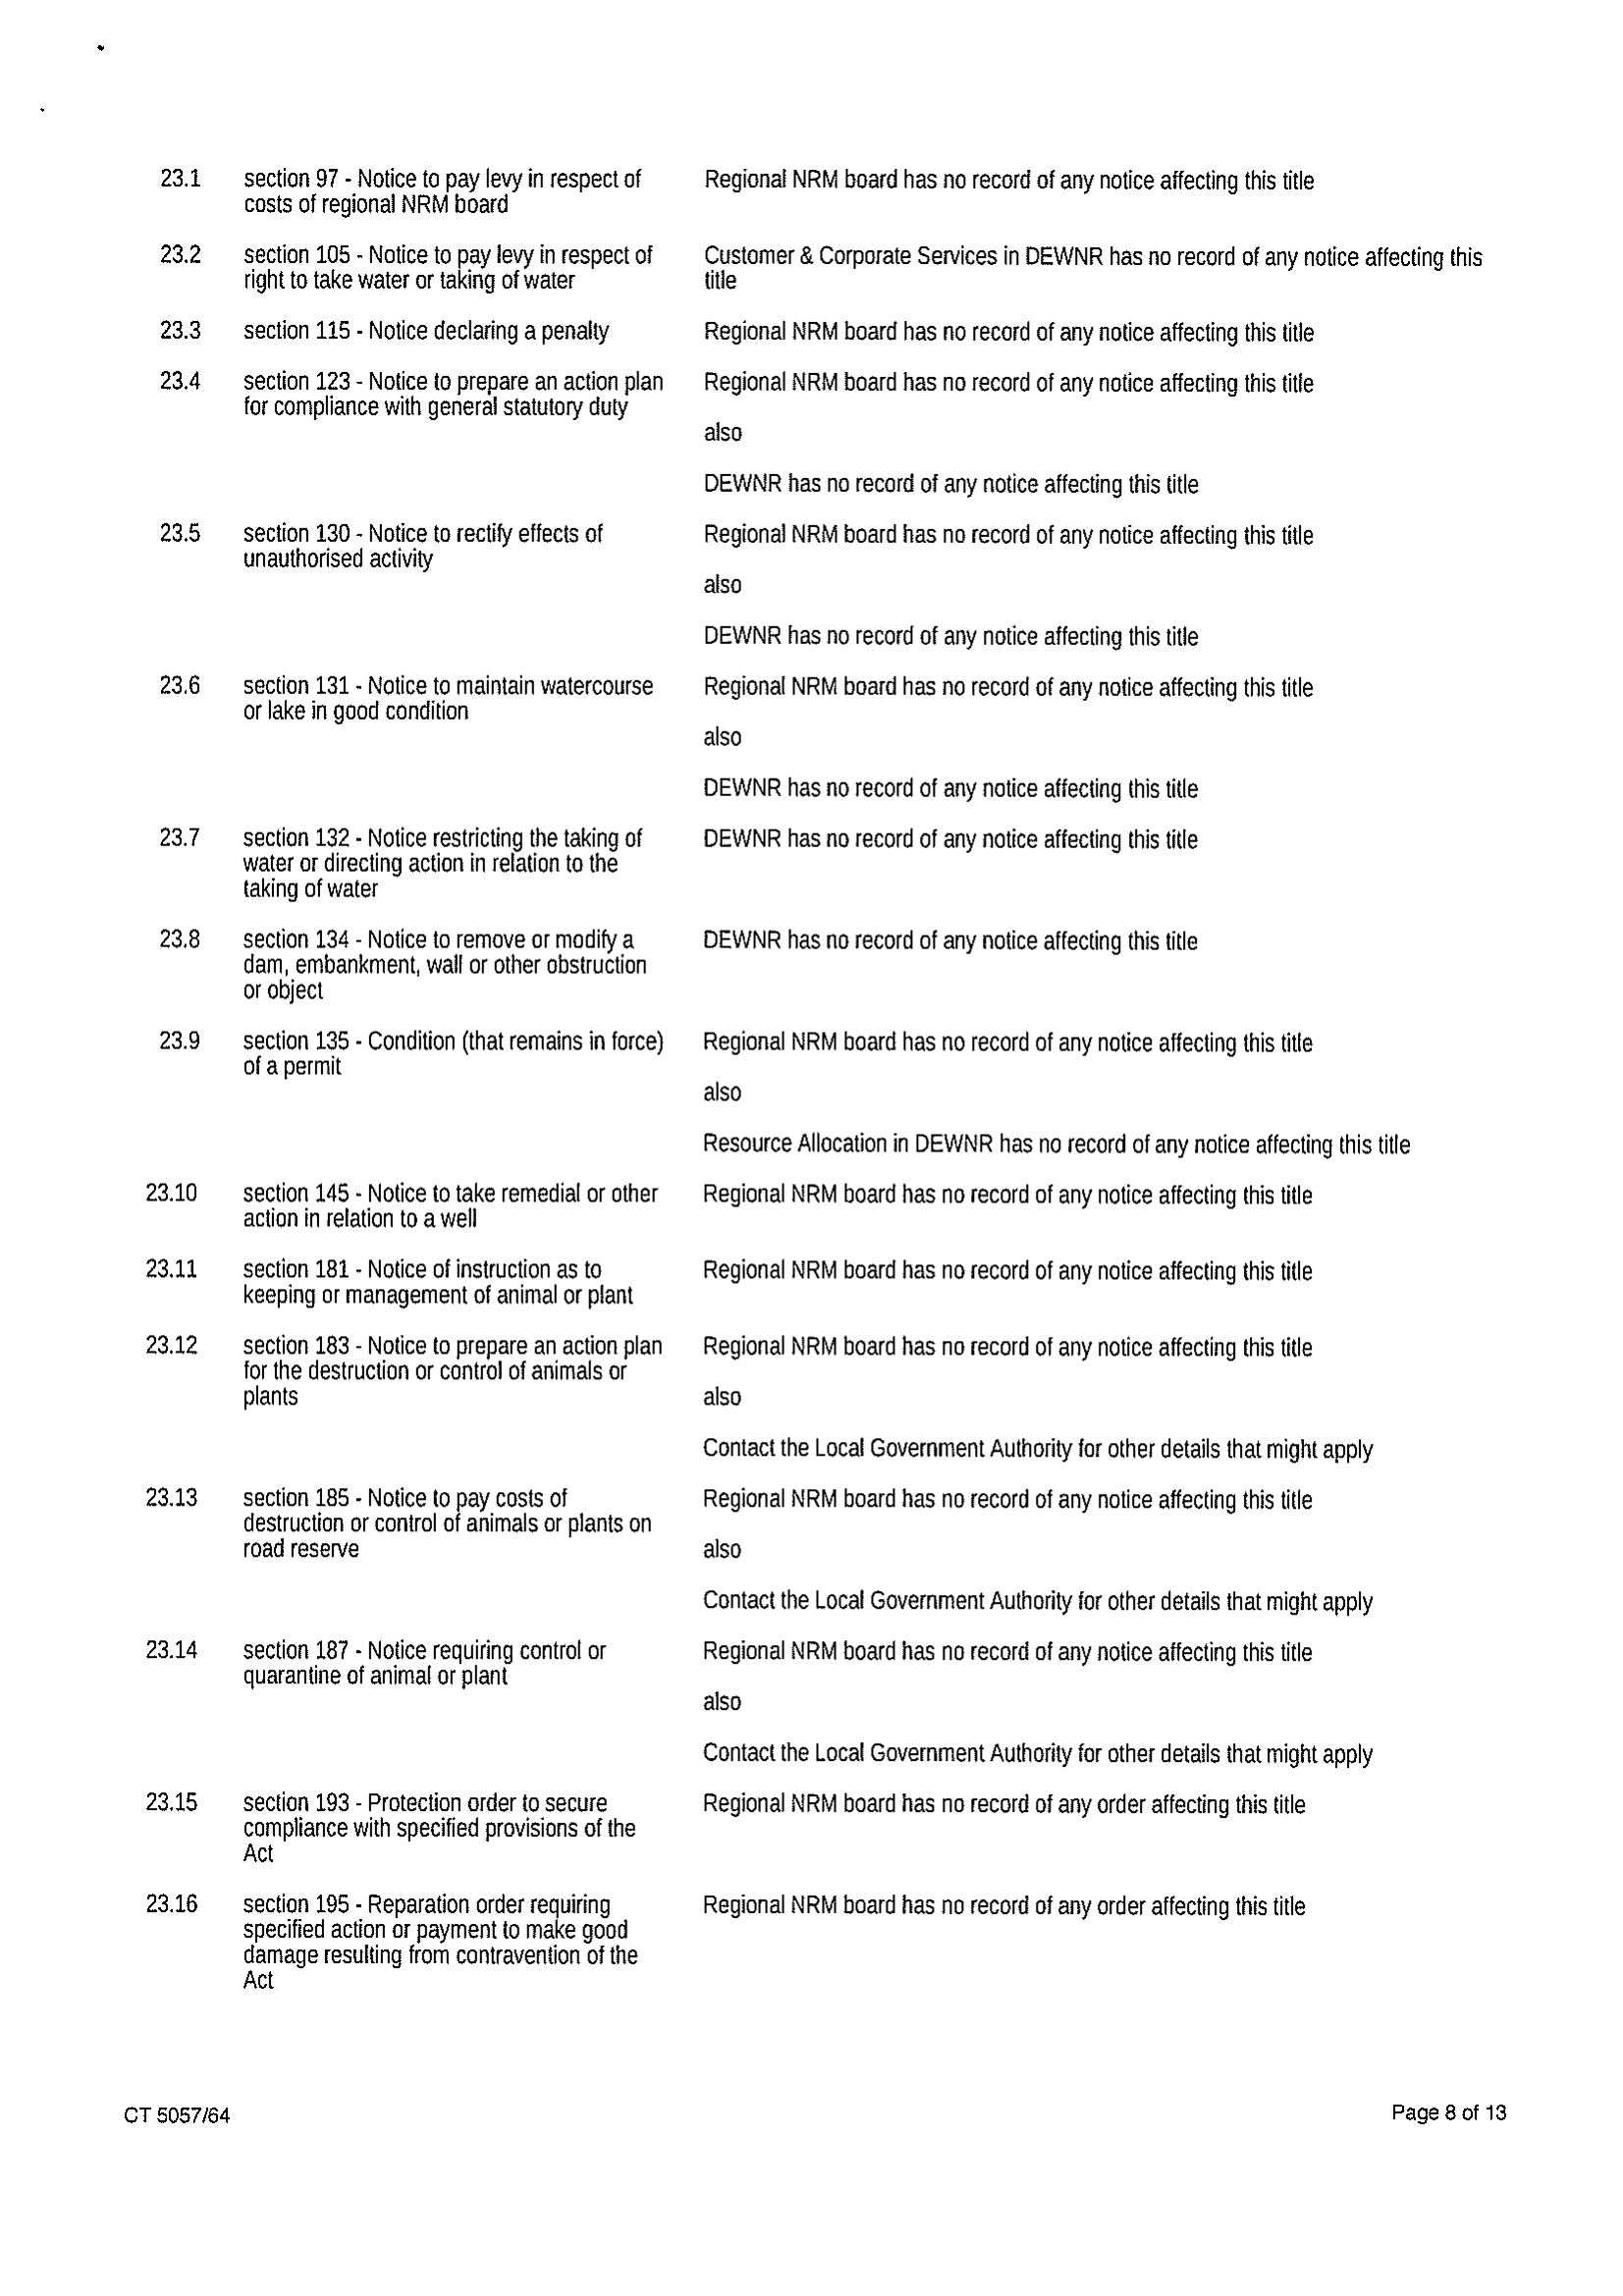 23.1 section 97 - Notice to pay levy in respect of Regional NRM board has no record of any notice affecting this title
costs of regional NRM board
23.2 section 105 - Notice to pay levy in respect of Customer & Corporate Services in DEWNR has no record of any notice affecting this
right to take water or taking of water title
23.3 section 115 - Notice declaring a penalty Regional NRM board has no record of any notice affecting this title
23.4 section 123 - Notice to prepare an action plan Regional NRM board has no record of any notice affecting this title
for compliance with general statutory duty
also
DEWNR has no record of any notice affecting this title
23.5 section 130 - Notice to rectify effects of Regional NRM board has no record of any notice affecting this title
unauthorised activity
also
DEWNR has no record of any notice affecting this title
23.6 section 131 - Notice to maintain watercourse Regional NRM board has no record of any notice affecting this title
or lake in good condition
also
DEWNR has no record of any notice affecting this title
23.7 section 132 - Notice restricting the taking of DEWNR has no record of any notice affecting this title
water or directing action in relation to the
taking of water
23.8 section 134 - Notice to remove or modify a DEWNR has no record of any notice affecting this title
dam, embankment, wall or other obstruction
or object
23.9 section 135 - Condition (that remains in force) Regional NRM board has no record of any notice affecting this title
of a permit
also
Resource Allocation in DEWNR has no record of any notice affecting this title
23.10 section 145 - Notice to take remedial or other Regional NRM board has no record of any notice affecting this title
action in relation to a well
23.11 section 181 - Notice of instruction as to Regional NRM board has no record of any notice affecting this title
keeping or management of animal or plant
23.12 section 183 - Notice to prepare an action plan Regional NRM board has no record of any notice affecting this title
for the destruction or control of animals or
plants also
Contact the Local Government Authority for other details that might apply
23.13 section 185 - Notice to pay costs of Regional NRM board has no record of any notice affecting this title
destruction or control of animals or plants on
road reserve also
Contact the Local Government Authority for other details that might apply
23.14 section 187 - Notice requiring control or Regional NRM board has no record of any notice affecting this title
quarantine of animal or plant
also
Contact the Local Government Authority for other details that might apply
23.15 section 193 - Protection order to secure Regional NRM board has no record of any order affecting this title
compliance with specified provisions of the
Act
23.16 section 195 - Reparation order requiring Regional NRM board has no record of any order affecting this title
specified action or payment to make good
damage resulting from contravention of the
Act
CT 5057/64 Page 8 of 13